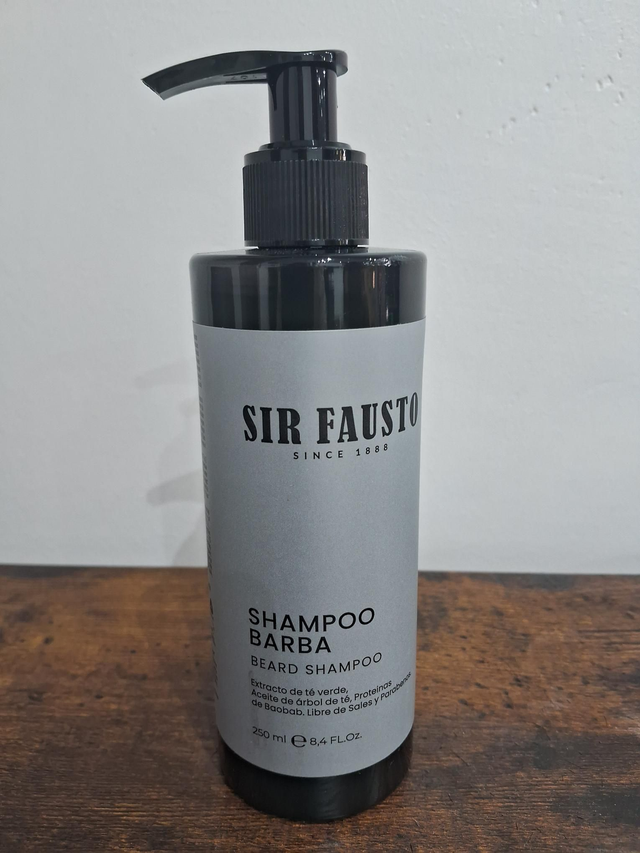 SIR FAUSTO
SINCE 1888
SHAMPOO
BARBA
BEARD SHAMPOO
Extracto de té verde,
Aceite de árbol de té, Proteínas
de Baobab. Libre de Sales y Parabenos
250 ml ℮ 8,4 FL.Oz.